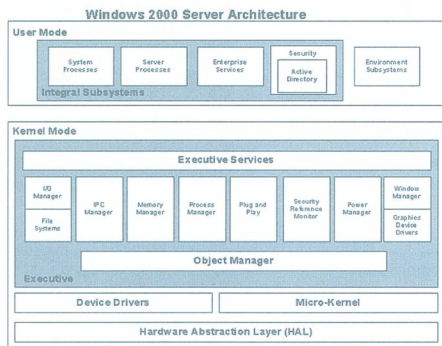 Windows 2000 Server Architecture
User Mode
System
Processes
Server
Processes
Enterprise
Services
Security
Active
Directory
Environment
Subsystems
Integral Subsystems
Kernel Mode
Executive Services
I/O
Manager
File
Systems
IPC
Manager
Memory
Manager
Process
Manager
Plug and
Play
Security
Reference
Monitor
Power
Manager
Window
Manager
Graphics
Device
Drivers
Object Manager
Executive
Device Drivers
Micro-Kernel
Hardware Abstraction Layer (HAL)